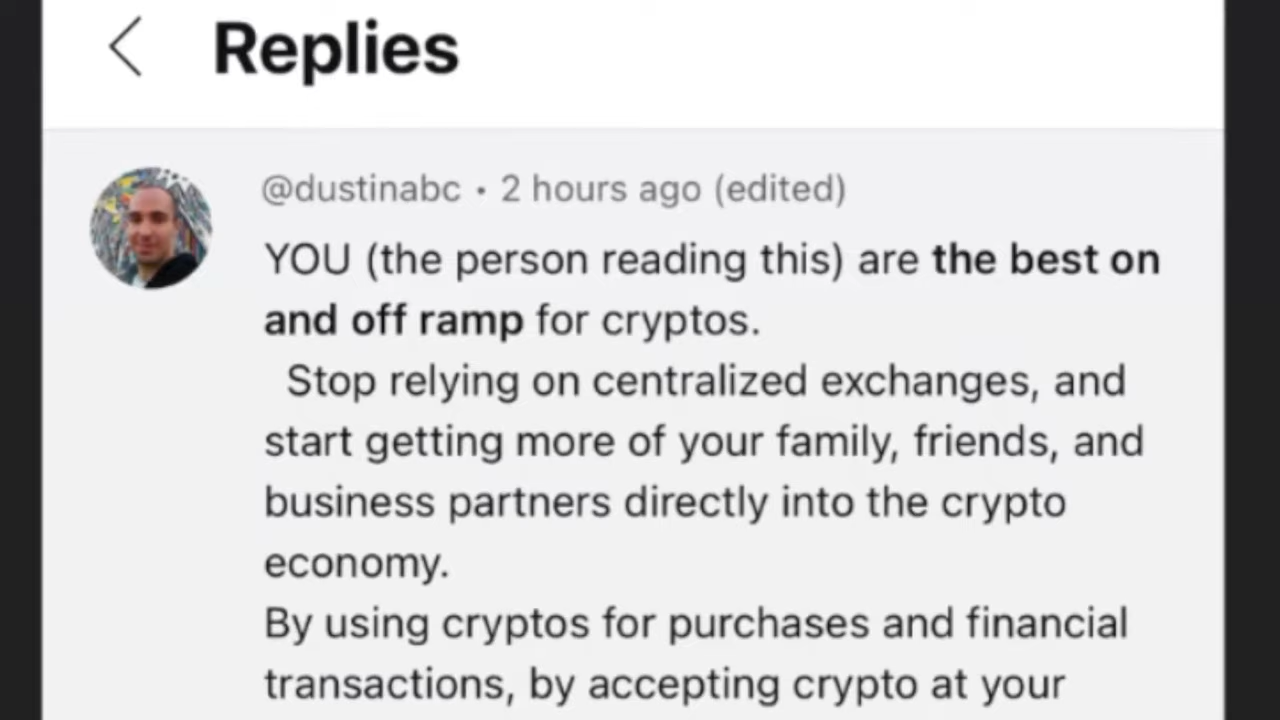 Replies
@dustinabc • 2 hours ago (edited)
YOU (the person reading this) are the best on
and off ramp for cryptos.
Stop relying on centralized exchanges, and
start getting more of your family, friends, and
business partners directly into the crypto
economy.
By using cryptos for purchases and financial
transactions, by accepting crypto at your